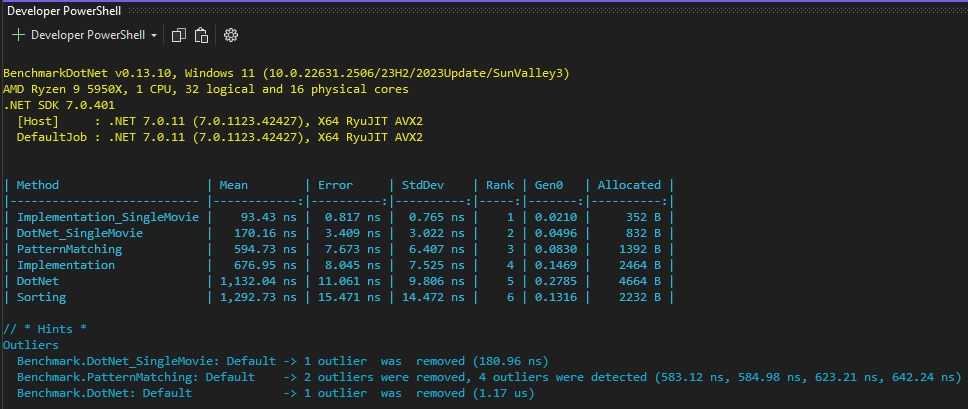 Developer PowerShell
+ Developer PowerShell
BenchmarkDotNet v0.13.10, Windows 11 (10.0.22631.2506/23H2/2023Update/SunValley3)
AMD Ryzen 9 5950X, 1 CPU, 32 logical and 16 physical cores
.NET SDK 7.0.401
  [Host]     : .NET 7.0.11 (7.0.1123.42427), X64 RyuJIT AVX2
  DefaultJob : .NET 7.0.11 (7.0.1123.42427), X64 RyuJIT AVX2
| Method                     | Mean        | Error     | StdDev    | Rank | Gen0   | Allocated |
|--------------------------- |------------:|----------:|----------:|-----:|-------:|----------:|
| Implementation_SingleMovie |    93.43 ns |  0.817 ns |  0.765 ns |    1 | 0.0210 |     352 B |
| DotNet_SingleMovie         |   170.16 ns |  3.409 ns |  3.022 ns |    2 | 0.0496 |     832 B |
| PatternMatching            |   594.73 ns |  7.673 ns |  6.407 ns |    3 | 0.0830 |    1392 B |
| Implementation             |   676.95 ns |  8.045 ns |  7.525 ns |    4 | 0.1469 |    2464 B |
| DotNet                     | 1,132.04 ns | 11.061 ns |  9.806 ns |    5 | 0.2785 |    4664 B |
| Sorting                    | 1,292.73 ns | 15.471 ns | 14.472 ns |    6 | 0.1316 |    2232 B |
// * Hints *
Outliers
  Benchmark.DotNet_SingleMovie: Default -> 1 outlier  was  removed (180.96 ns)
  Benchmark.PatternMatching: Default    -> 2 outliers were removed, 4 outliers were detected (583.12 ns, 584.98 ns, 623.21 ns, 642.24 ns)
  Benchmark.DotNet: Default             -> 1 outlier  was  removed (1.17 us)